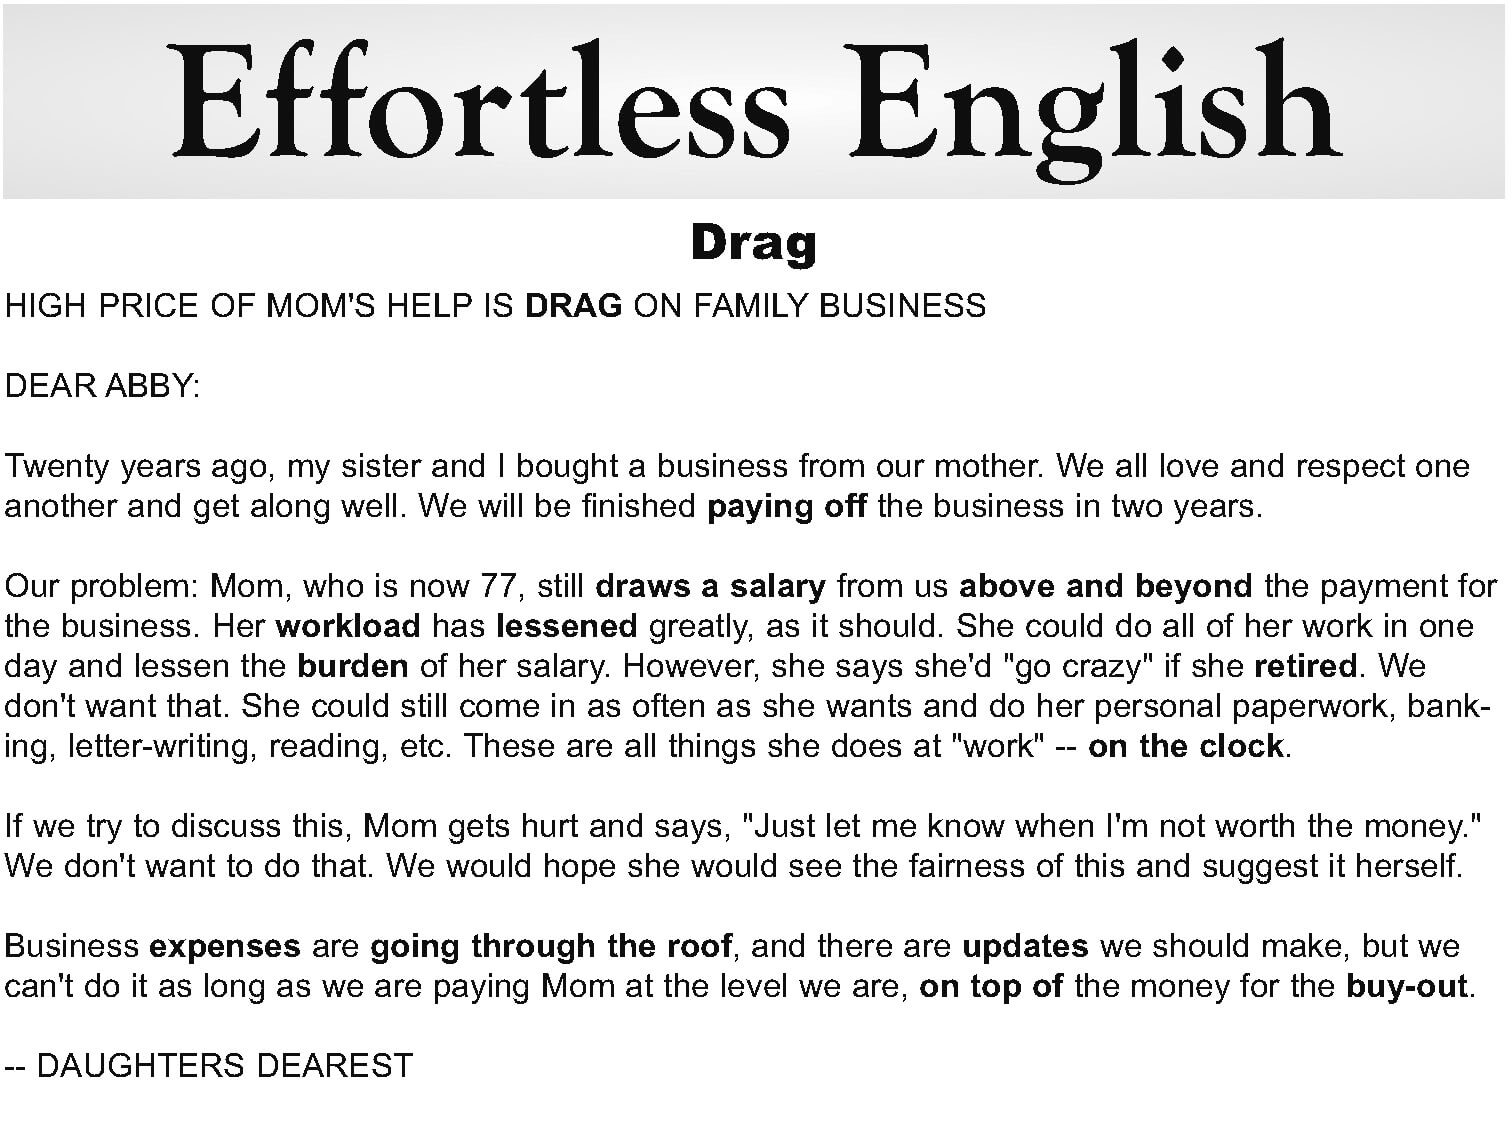 Effortless English
Drag
HIGH PRICE OF MOM'S HELP IS DRAG ON FAMILY BUSINESS
DEAR ABBY:
Twenty years ago, my sister and I bought a business from our mother. We all love and respect one
another and get along well. We will be finished paying off the business in two years.
Our problem: Mom, who is now 77, still draws a salary from us above and beyond the payment for
the business. Her workload has lessened greatly, as it should. She could do all of her work in one
day and lessen the burden of her salary. However, she says she'd "go crazy" if she retired. We
don't want that. She could still come in as often as she wants and do her personal paperwork, bank-
ing, letter-writing, reading, etc. These are all things she does at "work" -- on the clock.
If we try to discuss this, Mom gets hurt and says, "Just let me know when I'm not worth the money."
We don't want to do that. We would hope she would see the fairness of this and suggest it herself.
Business expenses are going through the roof, and there are updates we should make, but we
can't do it as long as we are paying Mom at the level we are, on top of the money for the buy-out.
-- DAUGHTERS DEAREST